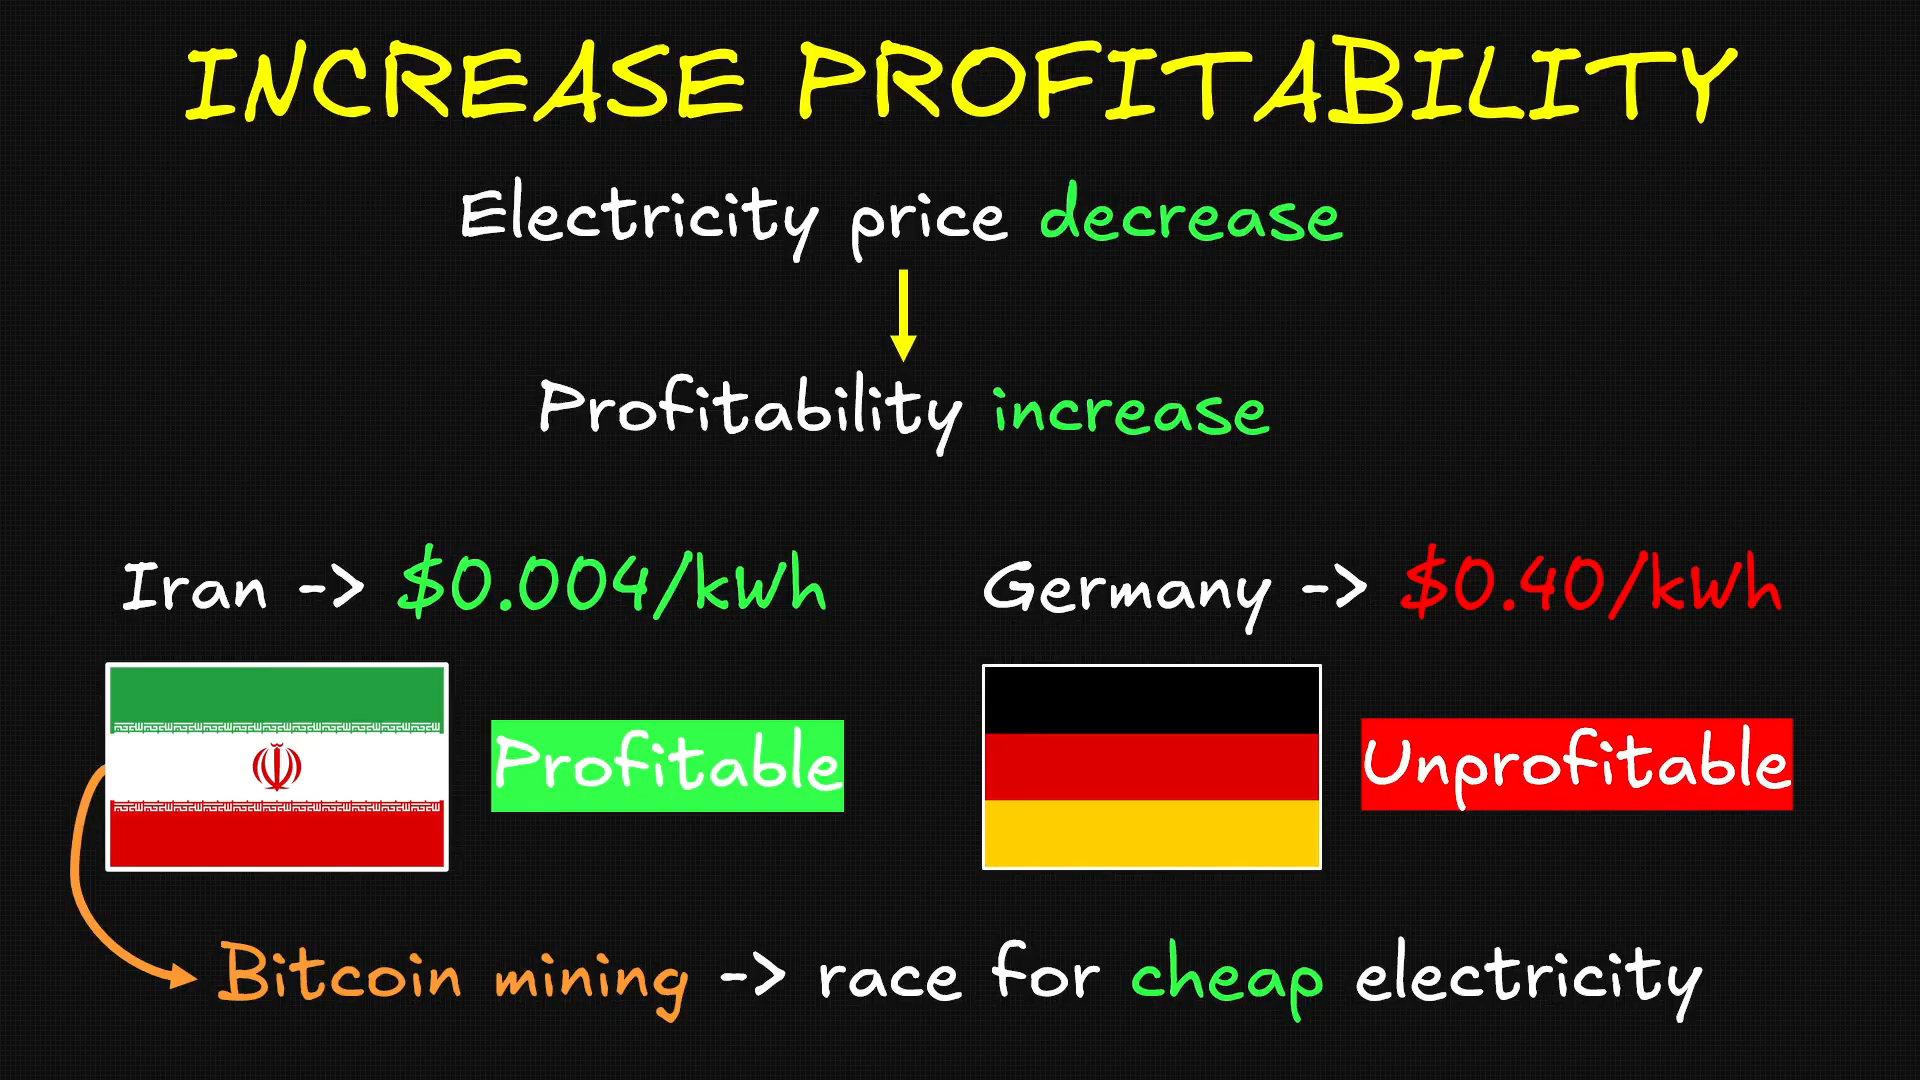 INCREASE PROFITABILITY
Electricity price decrease
Profitability increase
Iran -> $0.004/kWh
Germany -> $0.40/kWh
Profitable
Unprofitable
Bitcoin mining -> race for cheap electricity